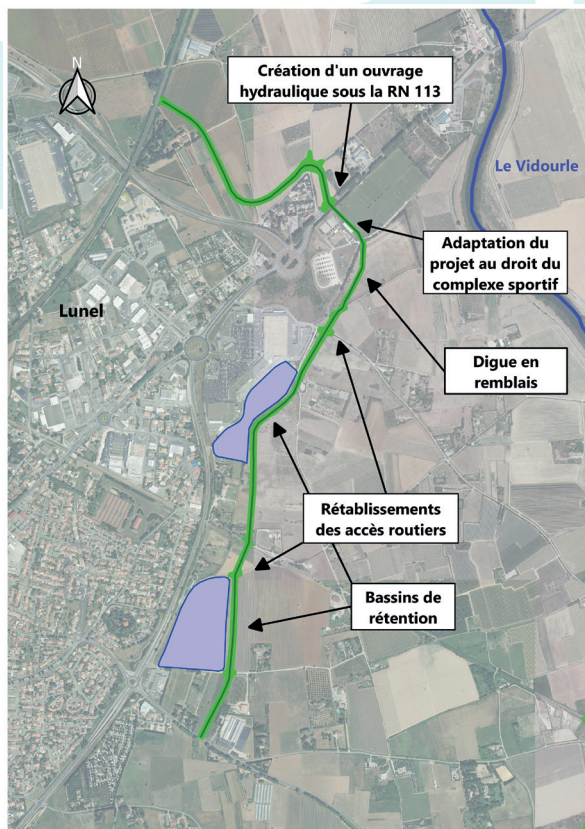 N
Création d'un ouvrage
hydraulique sous la RN 113
Le Vidourle
Adaptation du
projet au droit du
complexe sportif
Lunel
Digue en
remblais
Rétablissements
des accès routiers
Bassins de
rétention